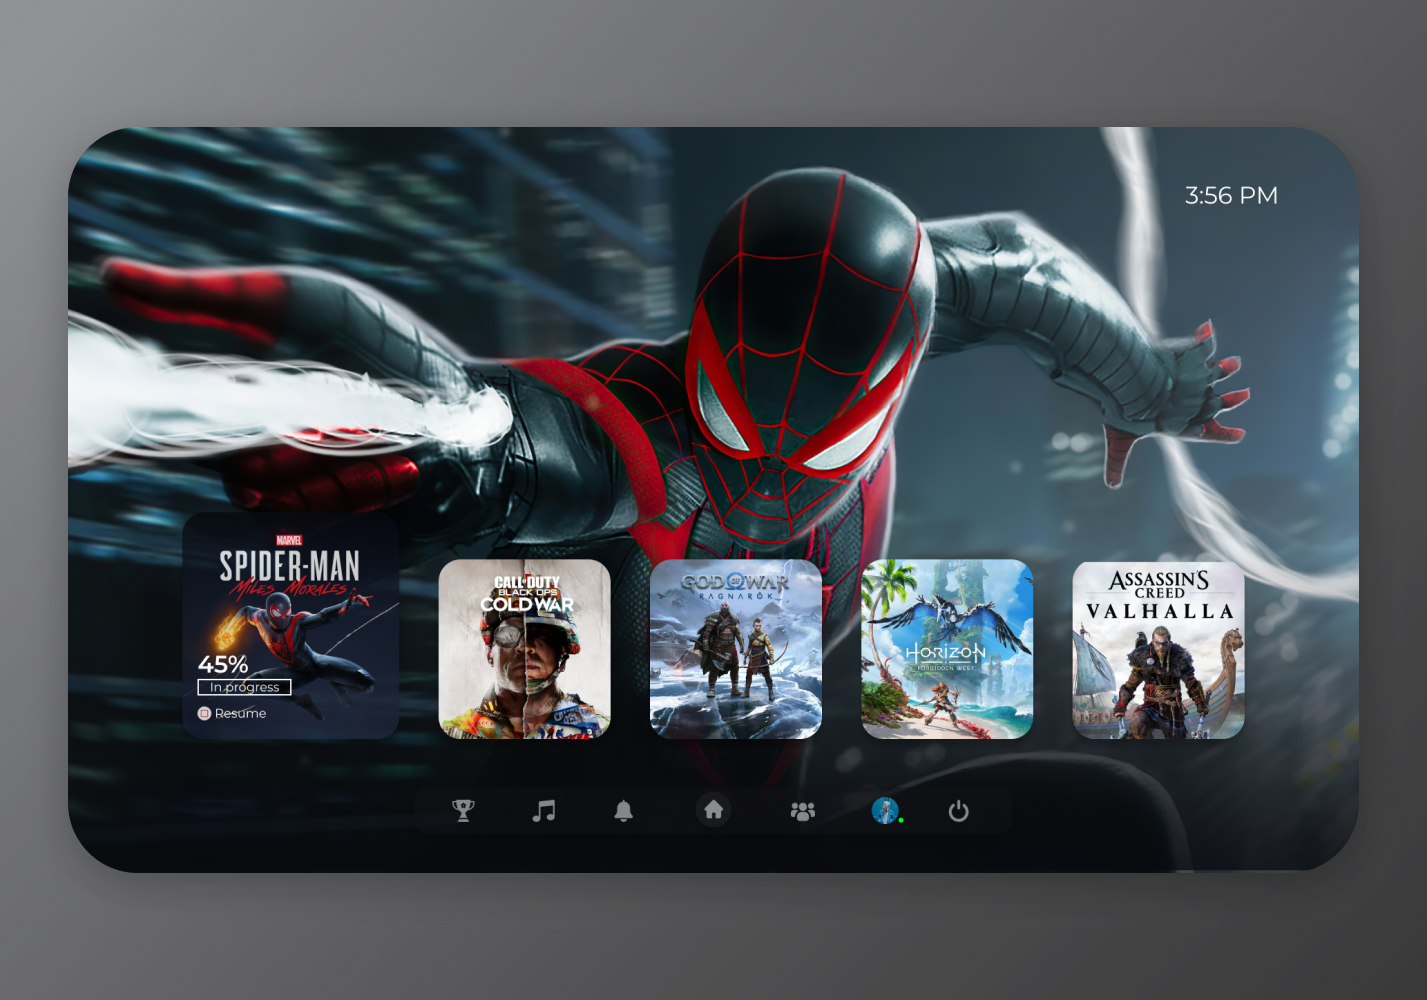 3:56 PM
MARVEL
SPIDER-MAN
MILES MORALES
45%
In progress
Resume
CALL OF DUTY
BLACK OPS
COLD WAR
GOD OF WAR
RAGNARÖK
HORIZON
FORBIDDEN WEST
ASSASSIN'S
CREED
VALHALLA